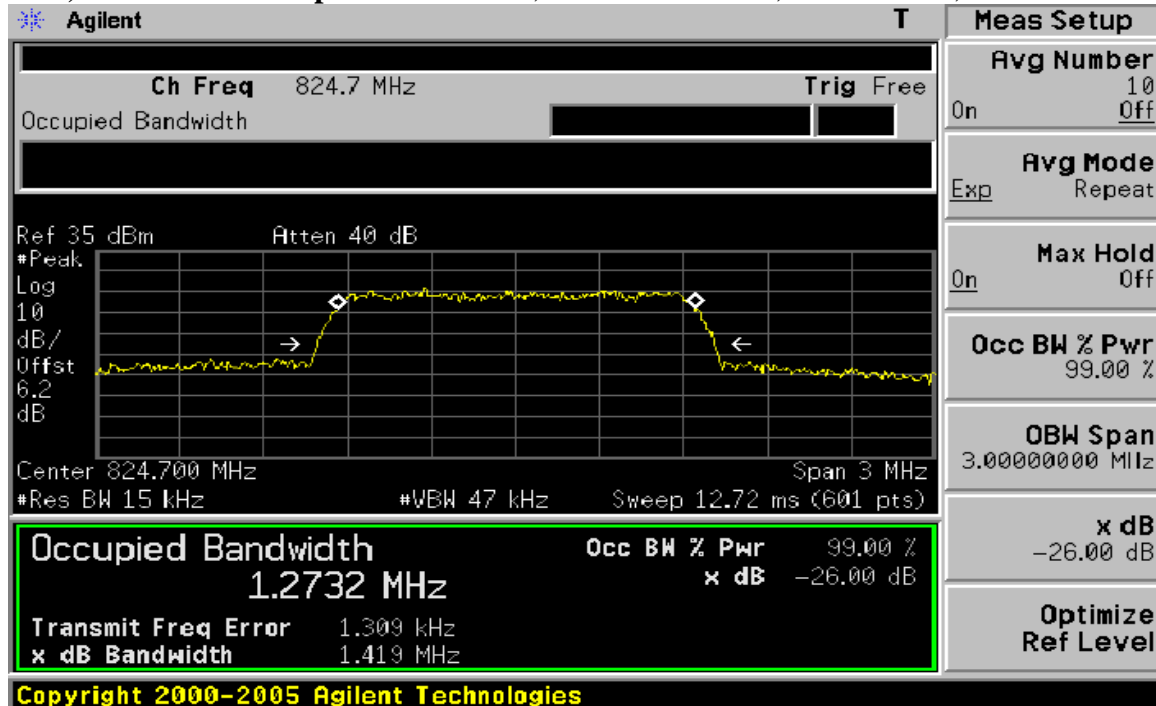 Agilent T
Meas Setup
Ch Freq 824.7 MHz Trig Free
Occupied Bandwidth
Avg Number
10
On Off
Avg Mode
Exp Repeat
Max Hold
On Off
Occ BW % Pwr
99.00 %
OBW Span
3.00000000 MHz
x dB
-26.00 dB
Optimize
Ref Level
Ref 35 dBm Atten 40 dB
#Peak
Log
10
dB/
Offst
6.2
dB
Center 824.700 MHz Span 3 MHz
#Res BW 15 kHz #VBW 47 kHz Sweep 12.72 ms (601 pts)
Occupied Bandwidth Occ BW % Pwr 99.00 %
1.2732 MHz x dB -26.00 dB
Transmit Freq Error 1.309 kHz
x dB Bandwidth 1.419 MHz
Copyright 2000-2005 Agilent Technologies